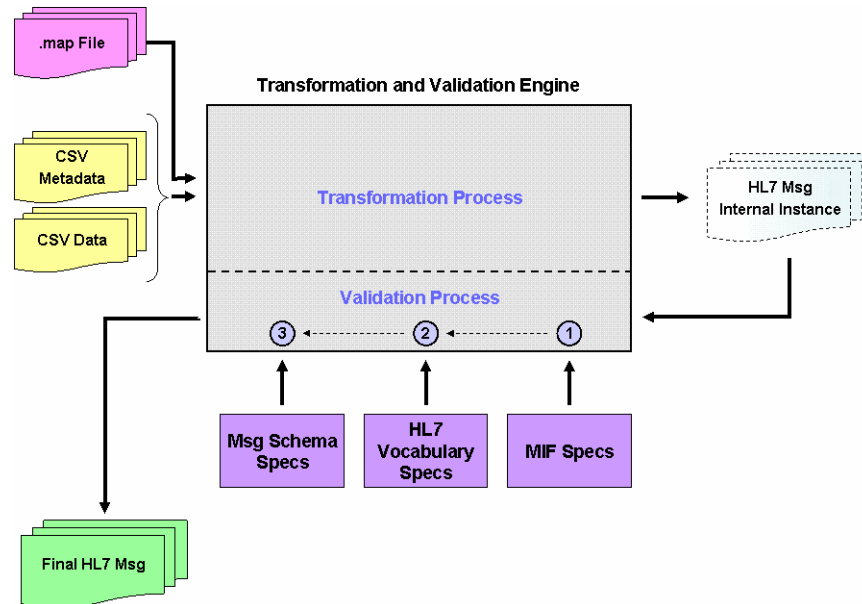 .map File
Transformation and Validation Engine
CSV
Metadata
CSV Data
Transformation Process
HL7 Msg
Internal Instance
Validation Process
3
2
1
Msg Schema
Specs
HL7
Vocabulary
Specs
MIF Specs
Final HL7 Msg